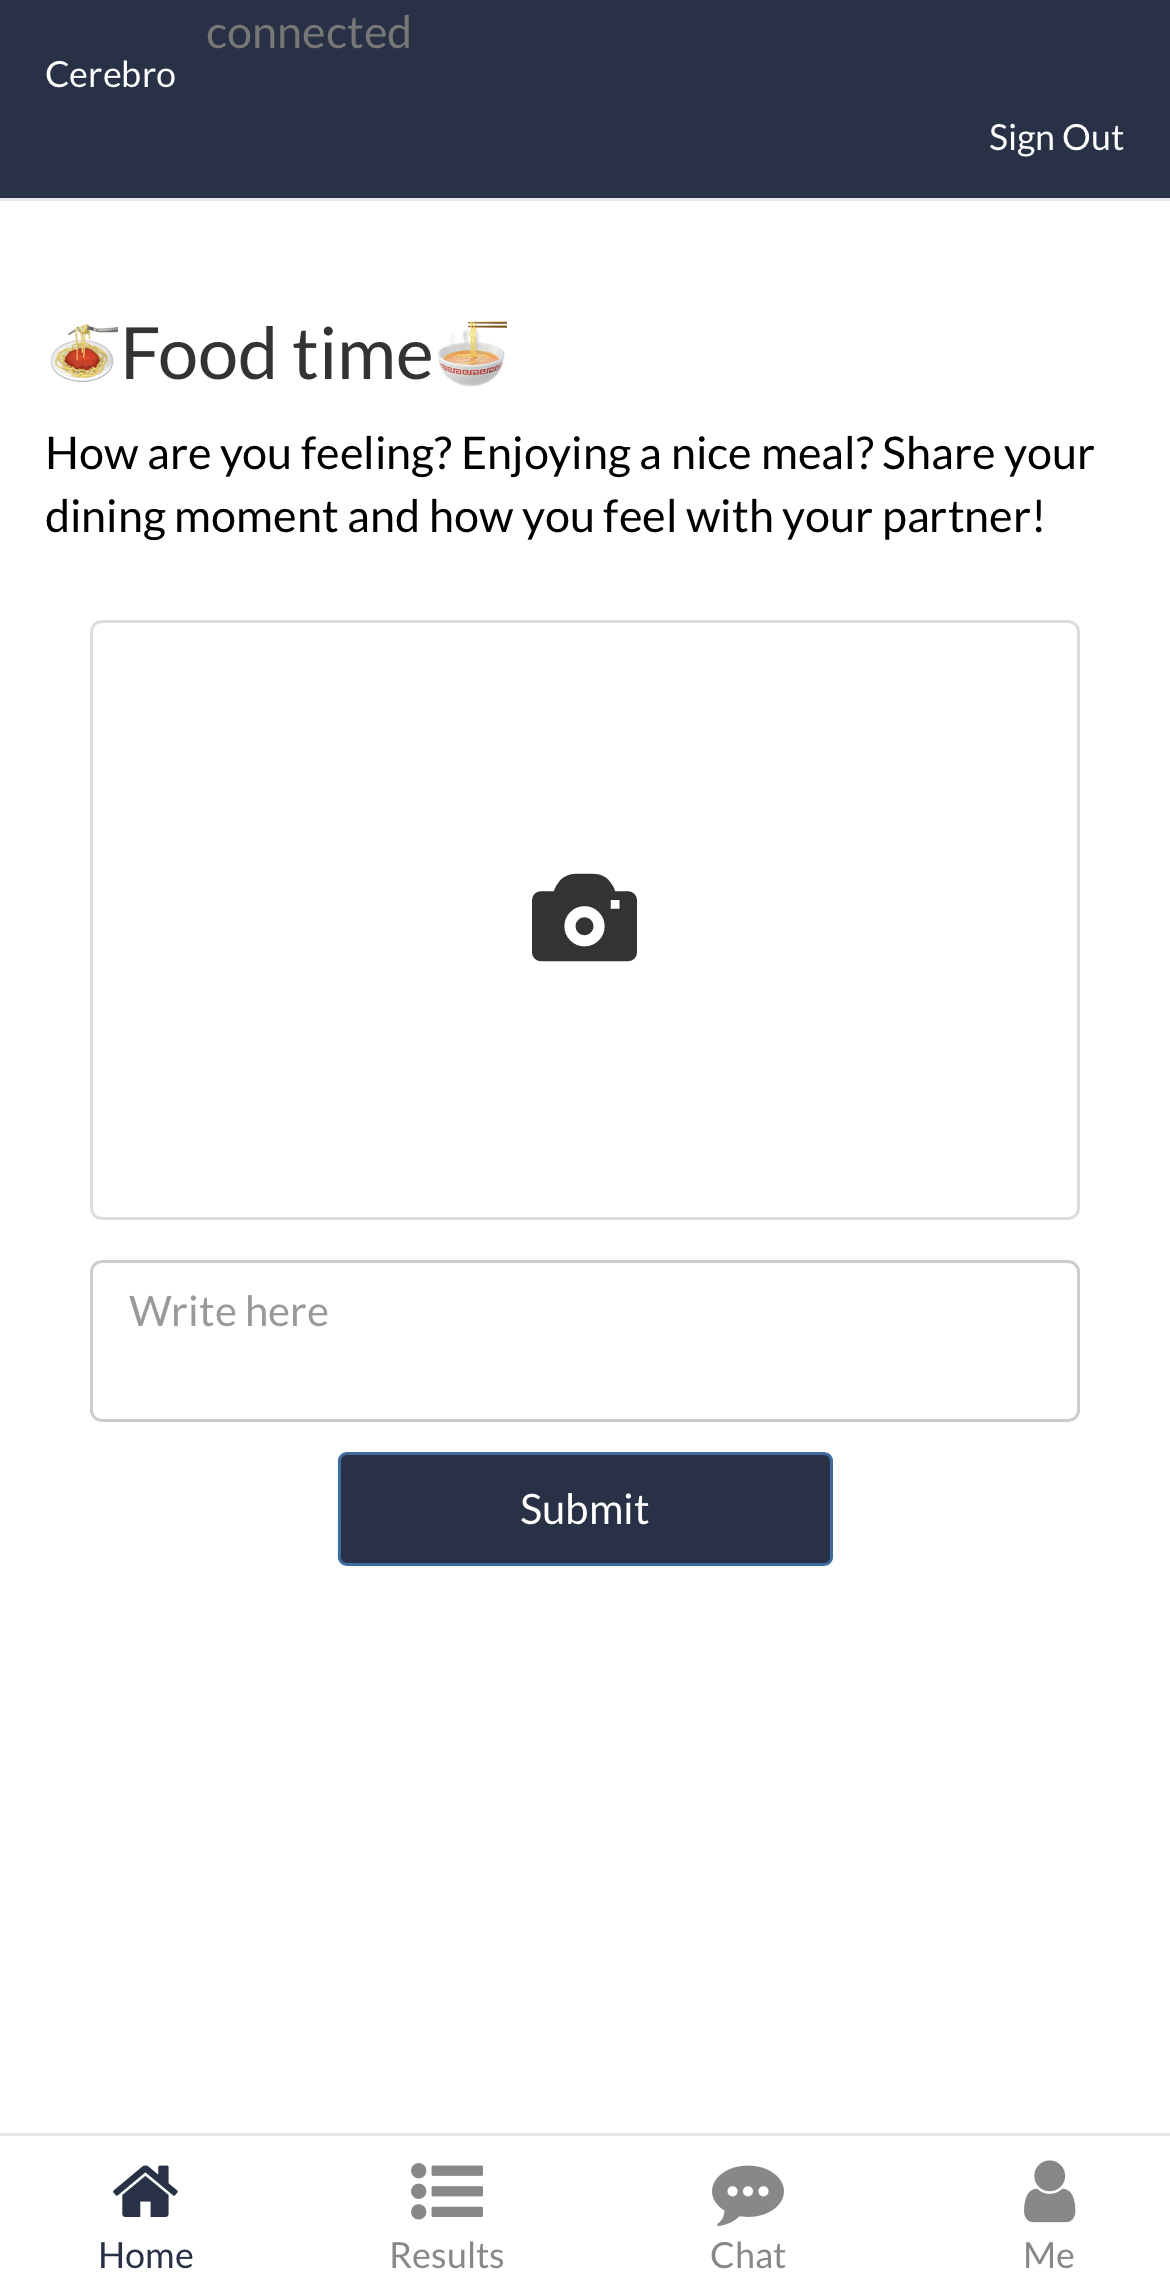 connected
Cerebro
Sign Out
🍝Food time🍜
How are you feeling? Enjoying a nice meal? Share your
dining moment and how you feel with your partner!
Write here
Submit
Home
Results
Chat
Me